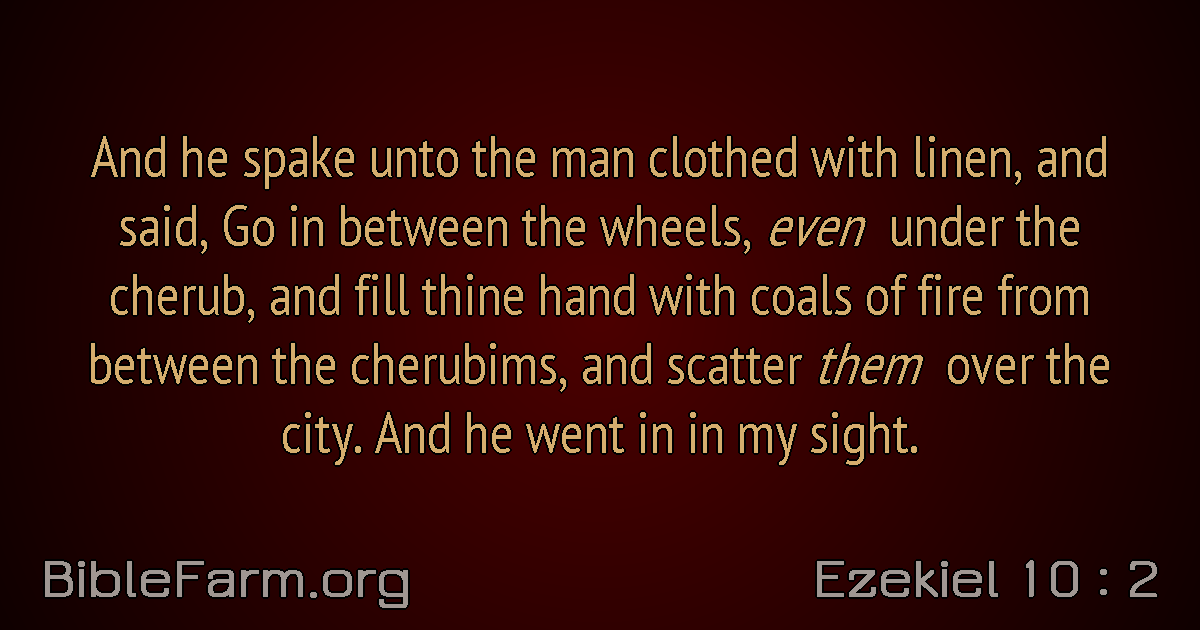 And he spake unto the man clothed with linen, and
said, Go in between the wheels, even under the
cherub, and fill thine hand with coals of fire from
between the cherubims, and scatter them over the
city. And he went in in my sight.
BibleFarm.org
Ezekiel 10 : 2